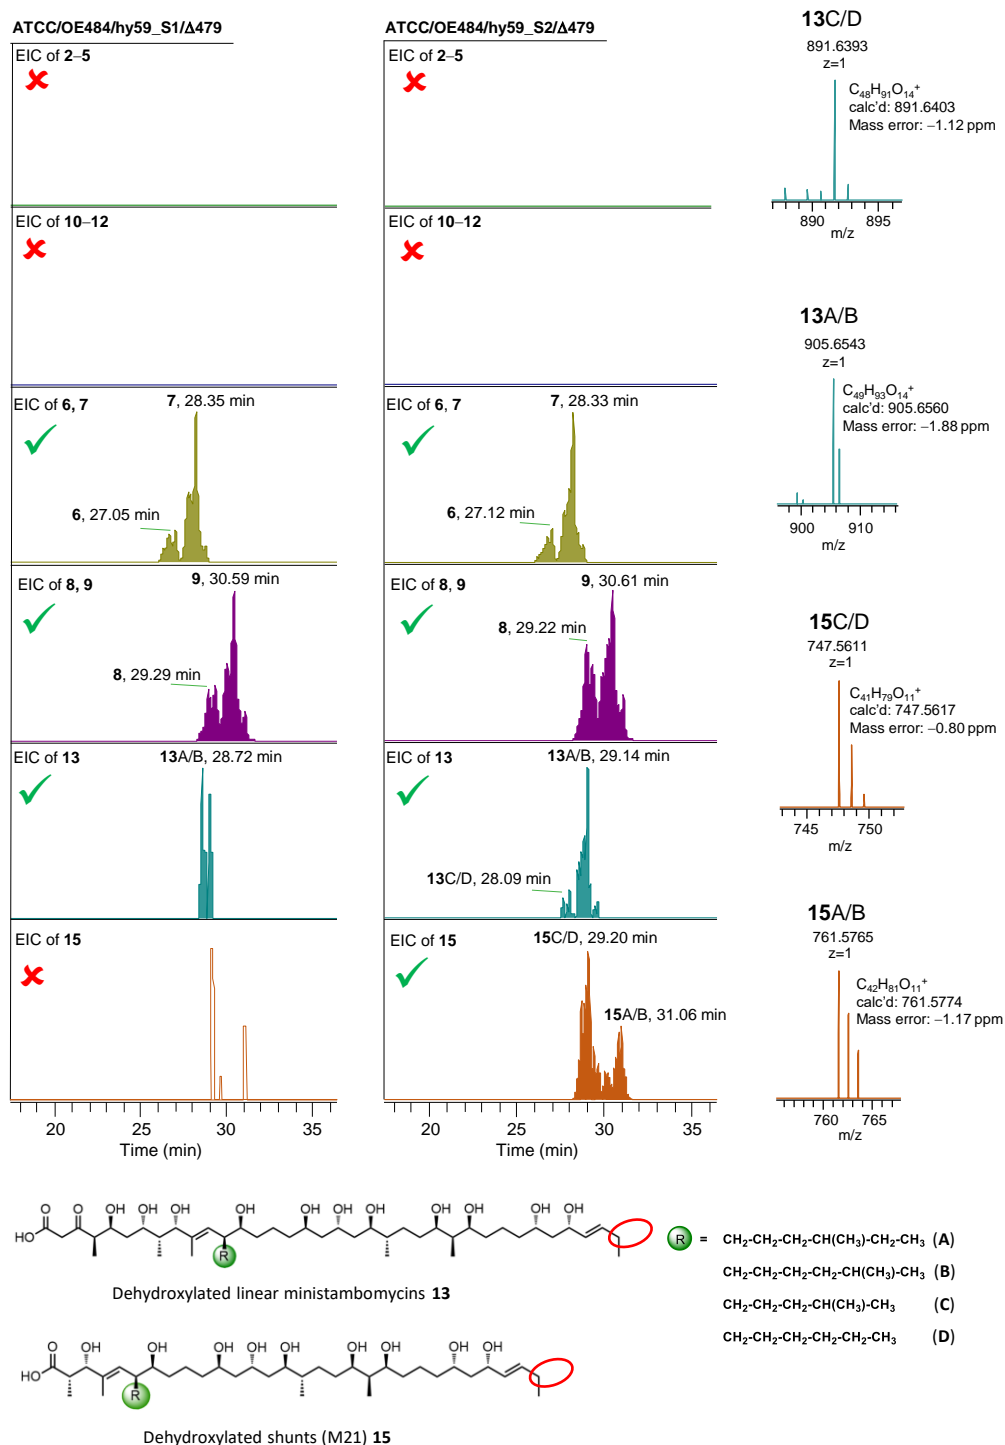 ATCC/OE484/hy59_S1/Δ479
EIC of 2–5
EIC of 10–12
EIC of 6, 7
7, 28.35 min
6, 27.05 min
EIC of 8, 9
9, 30.59 min
8, 29.29 min
EIC of 13
13A/B, 28.72 min
EIC of 15
20 25 30 35
Time (min)
ATCC/OE484/hy59_S2/Δ479
EIC of 2–5
EIC of 10–12
EIC of 6, 7
7, 28.33 min
6, 27.12 min
EIC of 8, 9
9, 30.61 min
8, 29.22 min
EIC of 13
13A/B, 29.14 min
13C/D, 28.09 min
EIC of 15
15C/D, 29.20 min
15A/B, 31.06 min
20 25 30 35
Time (min)
13C/D
891.6393
z=1
C48H91O14+
calc'd: 891.6403
Mass error: –1.12 ppm
890 895
m/z
13A/B
905.6543
z=1
C49H93O14+
calc'd: 905.6560
Mass error: –1.88 ppm
900 910
m/z
15C/D
747.5611
z=1
C41H79O11+
calc'd: 747.5617
Mass error: –0.80 ppm
745 750
m/z
15A/B
761.5765
z=1
C42H81O11+
calc'd: 761.5774
Mass error: –1.17 ppm
760 765
m/z
O O OH OH OH OH OH OH OH OH OH OH OH
HO
R
Dehydroxylated linear ministambomycins 13
R = CH2-CH2-CH2-CH(CH3)-CH2-CH3 (A)
CH2-CH2-CH2-CH2-CH(CH3)-CH3 (B)
CH2-CH2-CH2-CH(CH3)-CH3 (C)
CH2-CH2-CH2-CH2-CH2-CH3 (D)
O OH OH OH OH OH OH OH OH OH
HO
R
Dehydroxylated shunts (M21) 15